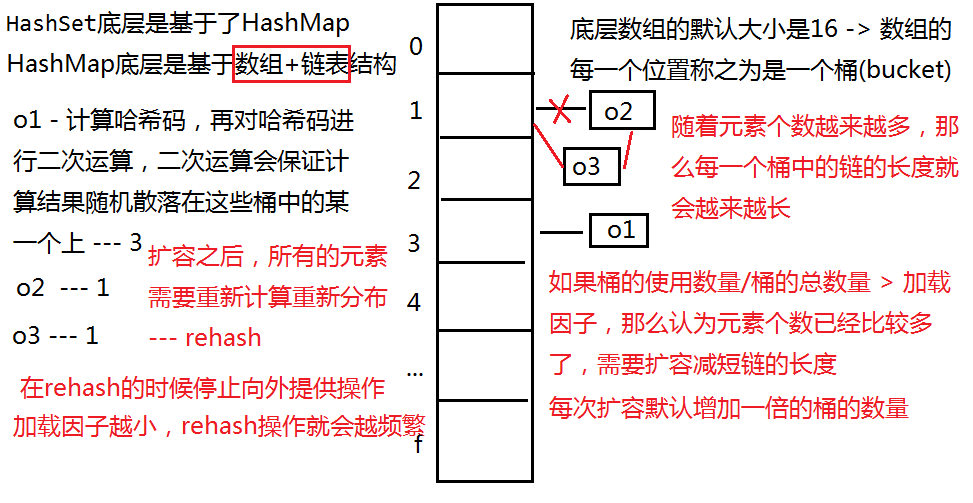 HashSet底层是基于了HashMap
HashMap底层是基于数组+链表结构
o1 - 计算哈希码，再对哈希码进
行二次运算，二次运算会保证计
算结果随机散落在这些桶中的某
一个上 --- 3
o2 --- 1
o3 --- 1
扩容之后，所有的元素
需要重新计算重新分布
--- rehash
在rehash的时候停止向外提供操作
加载因子越小，rehash操作就会越频繁
0
1
2
3
4
...
f
o2
o3
o1
底层数组的默认大小是16 -> 数组的
每一个位置称之为是一个桶(bucket)
随着元素个数越来越多，那
么每一个桶中的链的长度就
会越来越长
如果桶的使用数量/桶的总数量 > 加载
因子，那么认为元素个数已经比较多
了，需要扩容减短链的长度
每次扩容默认增加一倍的桶的数量